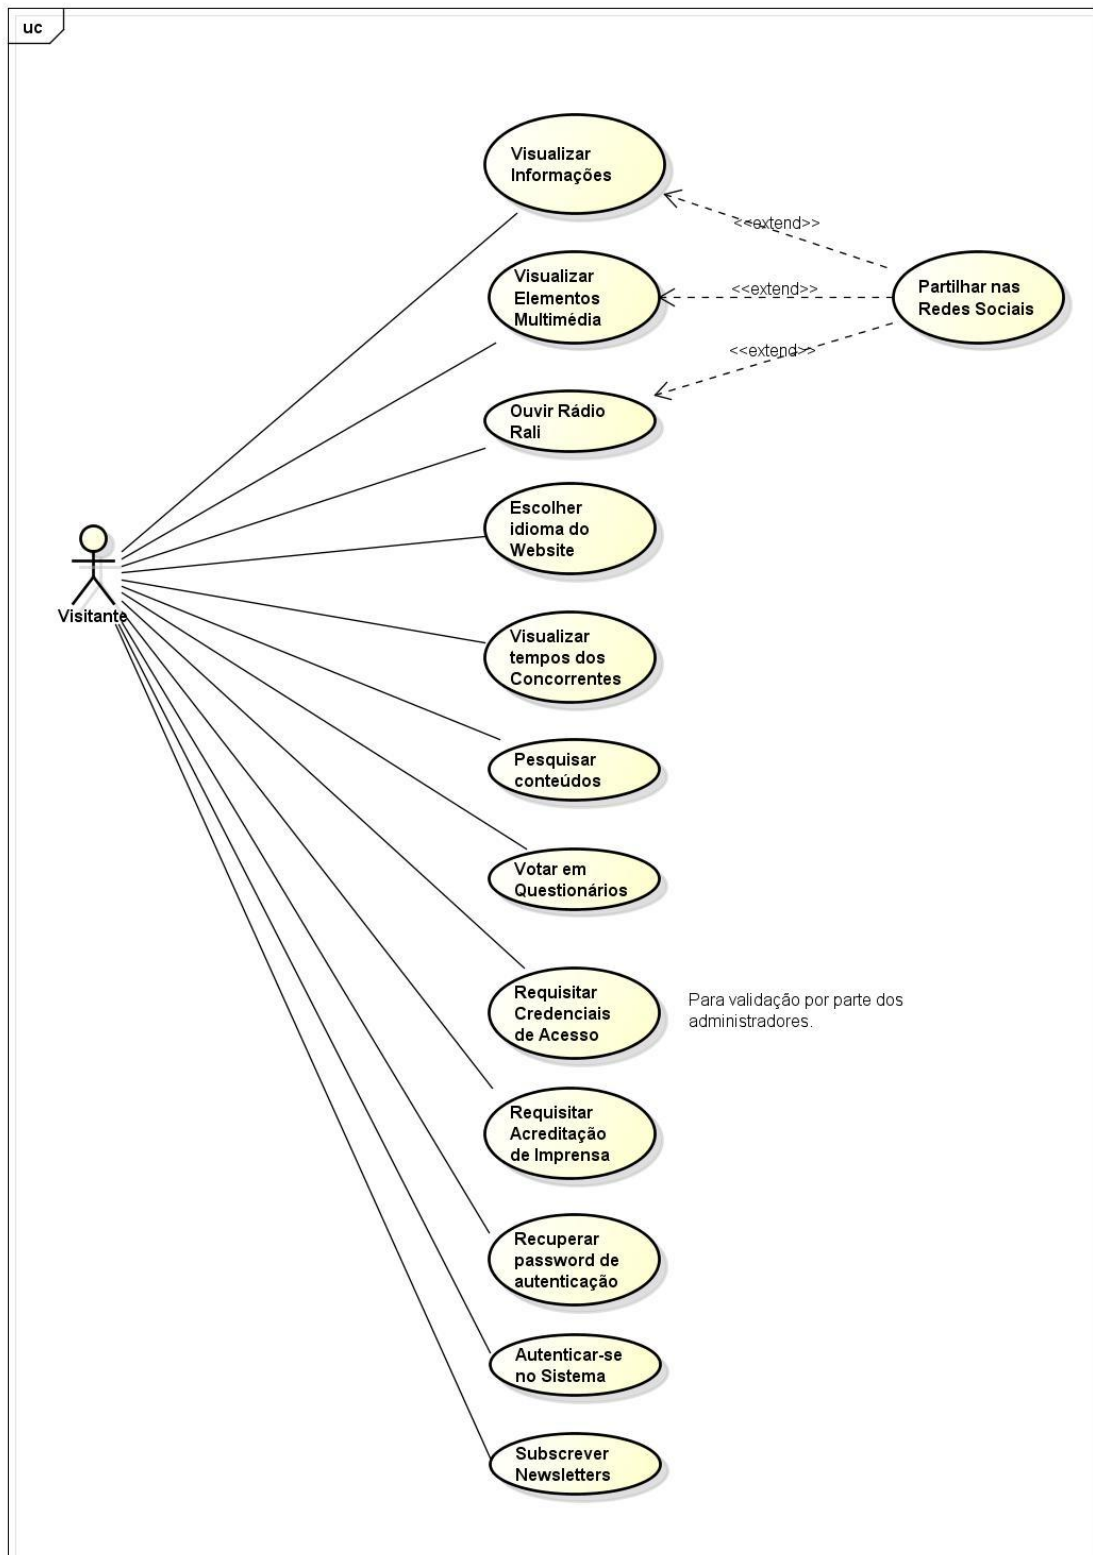 uc
Visualizar
Informações
<<extend>>
Visualizar
Elementos
Multimédia
<<extend>>
Partilhar nas
Redes Sociais
<<extend>>
Ouvir Rádio
Rali
Escolher
idioma do
Website
Visitante
Visualizar
tempos dos
Concorrentes
Pesquisar
conteúdos
Votar em
Questionários
Requisitar
Credenciais
de Acesso
Para validação por parte dos
administradores.
Requisitar
Acreditação
de Imprensa
Recuperar
password de
autenticação
Autenticar-se
no Sistema
Subscrever
Newsletters